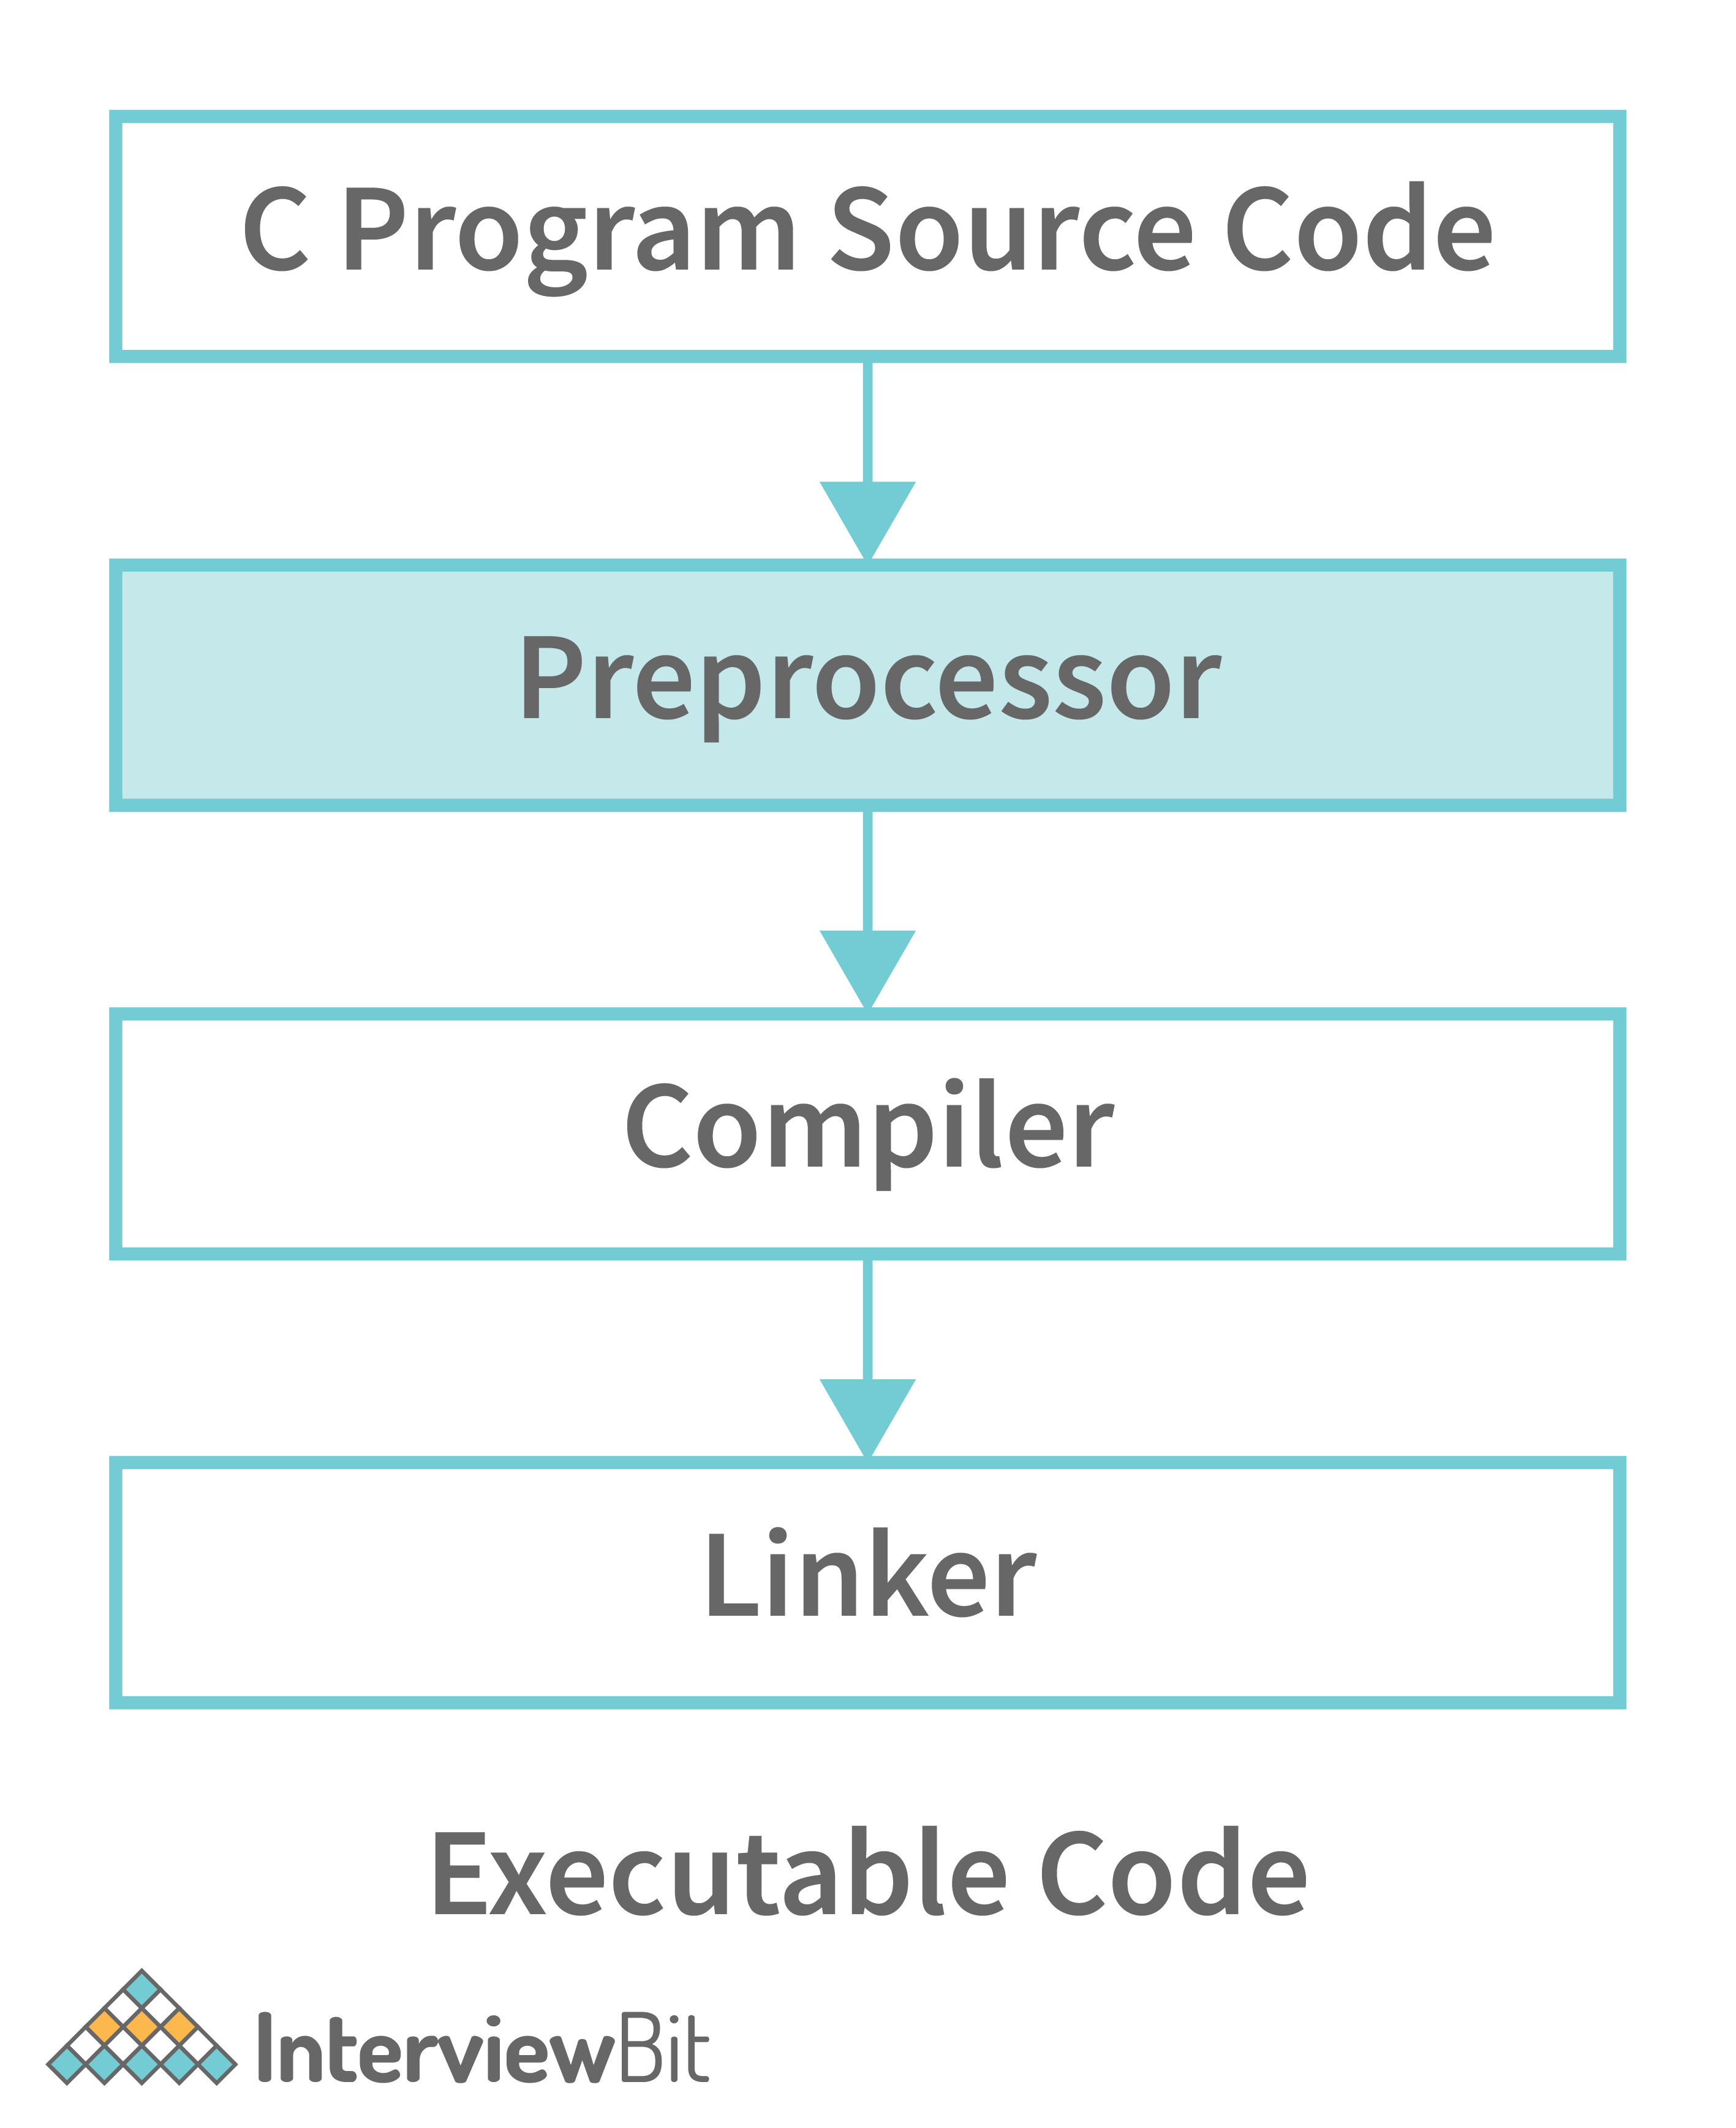 C Program Source Code
Preprocessor
Compiler
Linker
Executable Code
InterviewBit